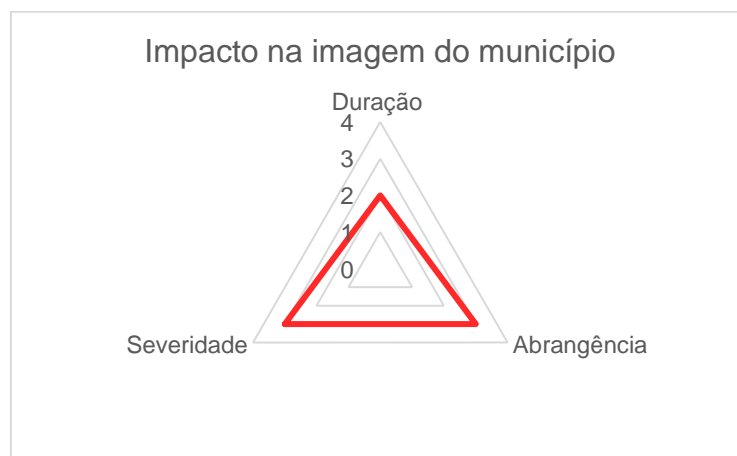 Impacto na imagem do município
Duração
4
3
2
1
0
Severidade
Abrangência